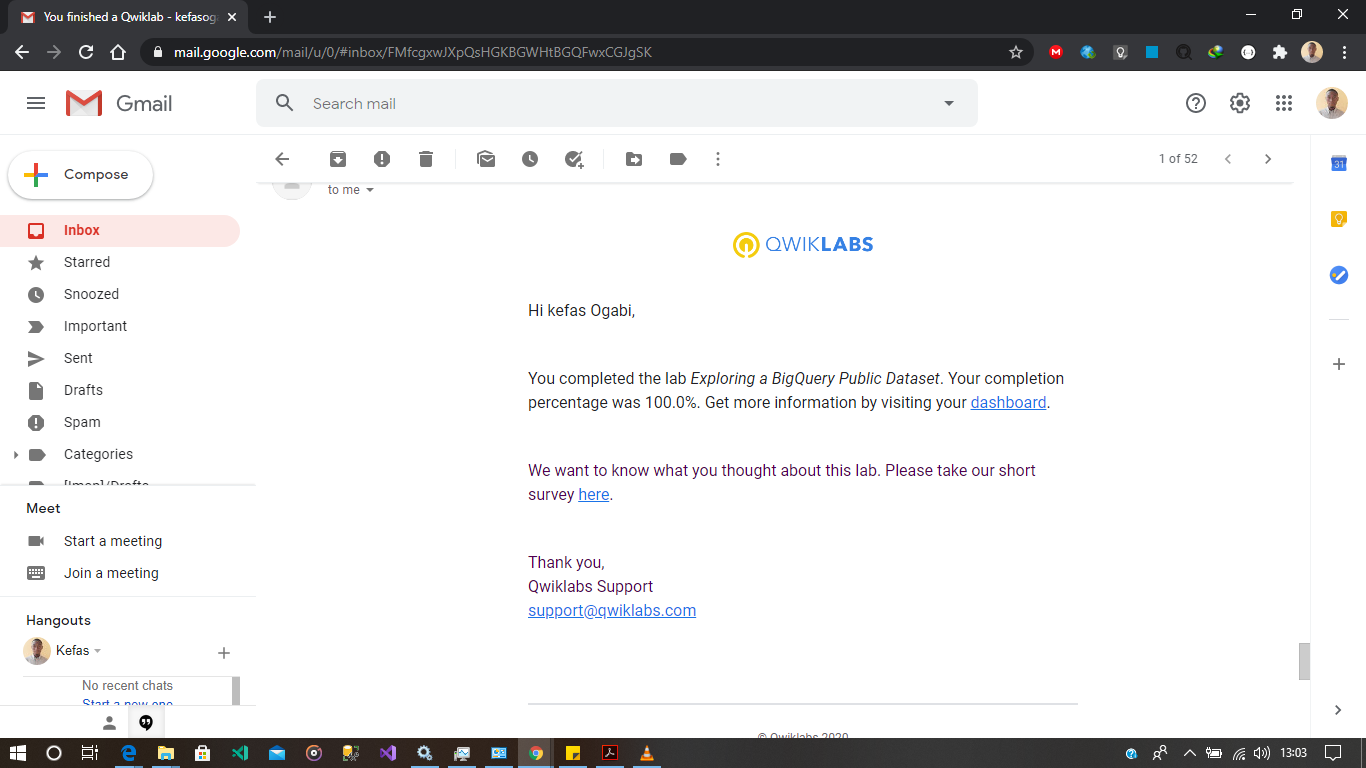 You finished a Qwiklab - kefasoga
mail.google.com/mail/u/0/#inbox/FMfcgxwJXpQsHGKBGWHtBGQFwxCGJgSK
Gmail
Search mail
Compose
1 of 52
31
to me
Inbox
Starred
Snoozed
Important
Sent
Drafts
Spam
Categories
[Imap]/Drafts
Meet
Start a meeting
Join a meeting
Hangouts
Kefas
No recent chats
Start a new one
QWIKLABS
Hi kefas Ogabi,
You completed the lab Exploring a BigQuery Public Dataset. Your completion
percentage was 100.0%. Get more information by visiting your dashboard.
We want to know what you thought about this lab. Please take our short
survey here.
Thank you,
Qwiklabs Support
support@qwiklabs.com
© Qwiklabs 2020
13:03